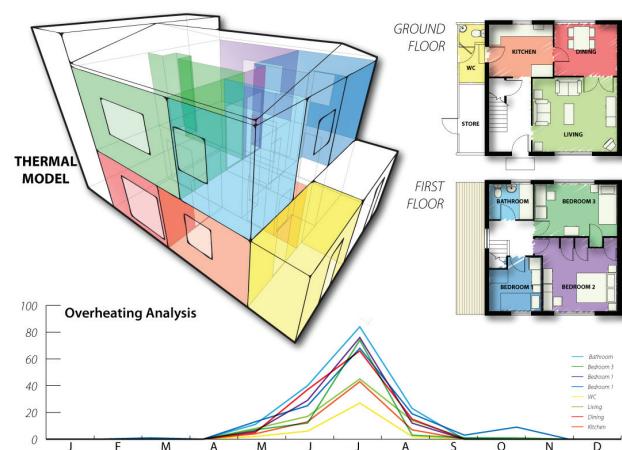 GROUND
FLOOR
KITCHEN
DINING
WC
STORE
LIVING
THERMAL
MODEL
FIRST
FLOOR
BATHROOM
BEDROOM 3
BEDROOM 1
BEDROOM 2
Overheating Analysis
100
80
60
40
20
0
J F M A M J J A S O N D
Bathroom
Bedroom 3
Bedroom 1
Bedroom 1
WC
Living
Dining
Kitchen